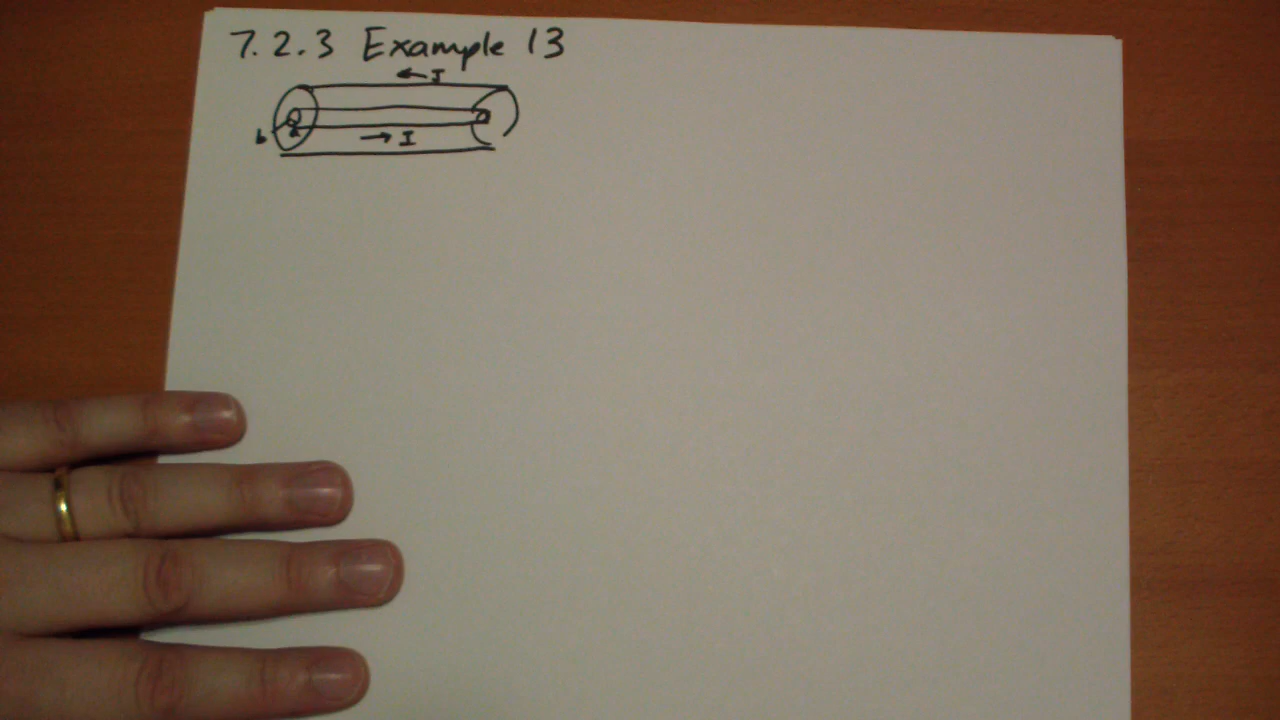 7.2.3 Example 13
← I
b
a
→ I